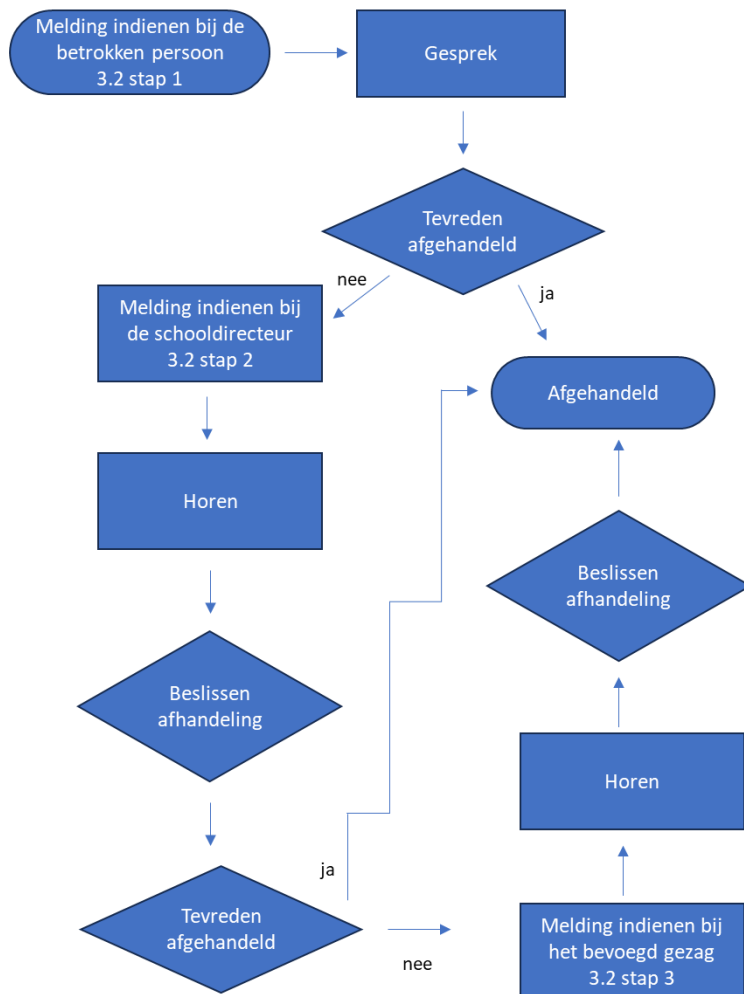 Melding indienen bij de
betrokken persoon
3.2 stap 1
Gesprek
Tevreden
afgehandeld
nee
ja
Melding indienen bij
de schooldirecteur
3.2 stap 2
Afgehandeld
Horen
Beslissen
afhandeling
Beslissen
afhandeling
Horen
ja
Tevreden
afgehandeld
nee
Melding indienen bij
het bevoegd gezag
3.2 stap 3